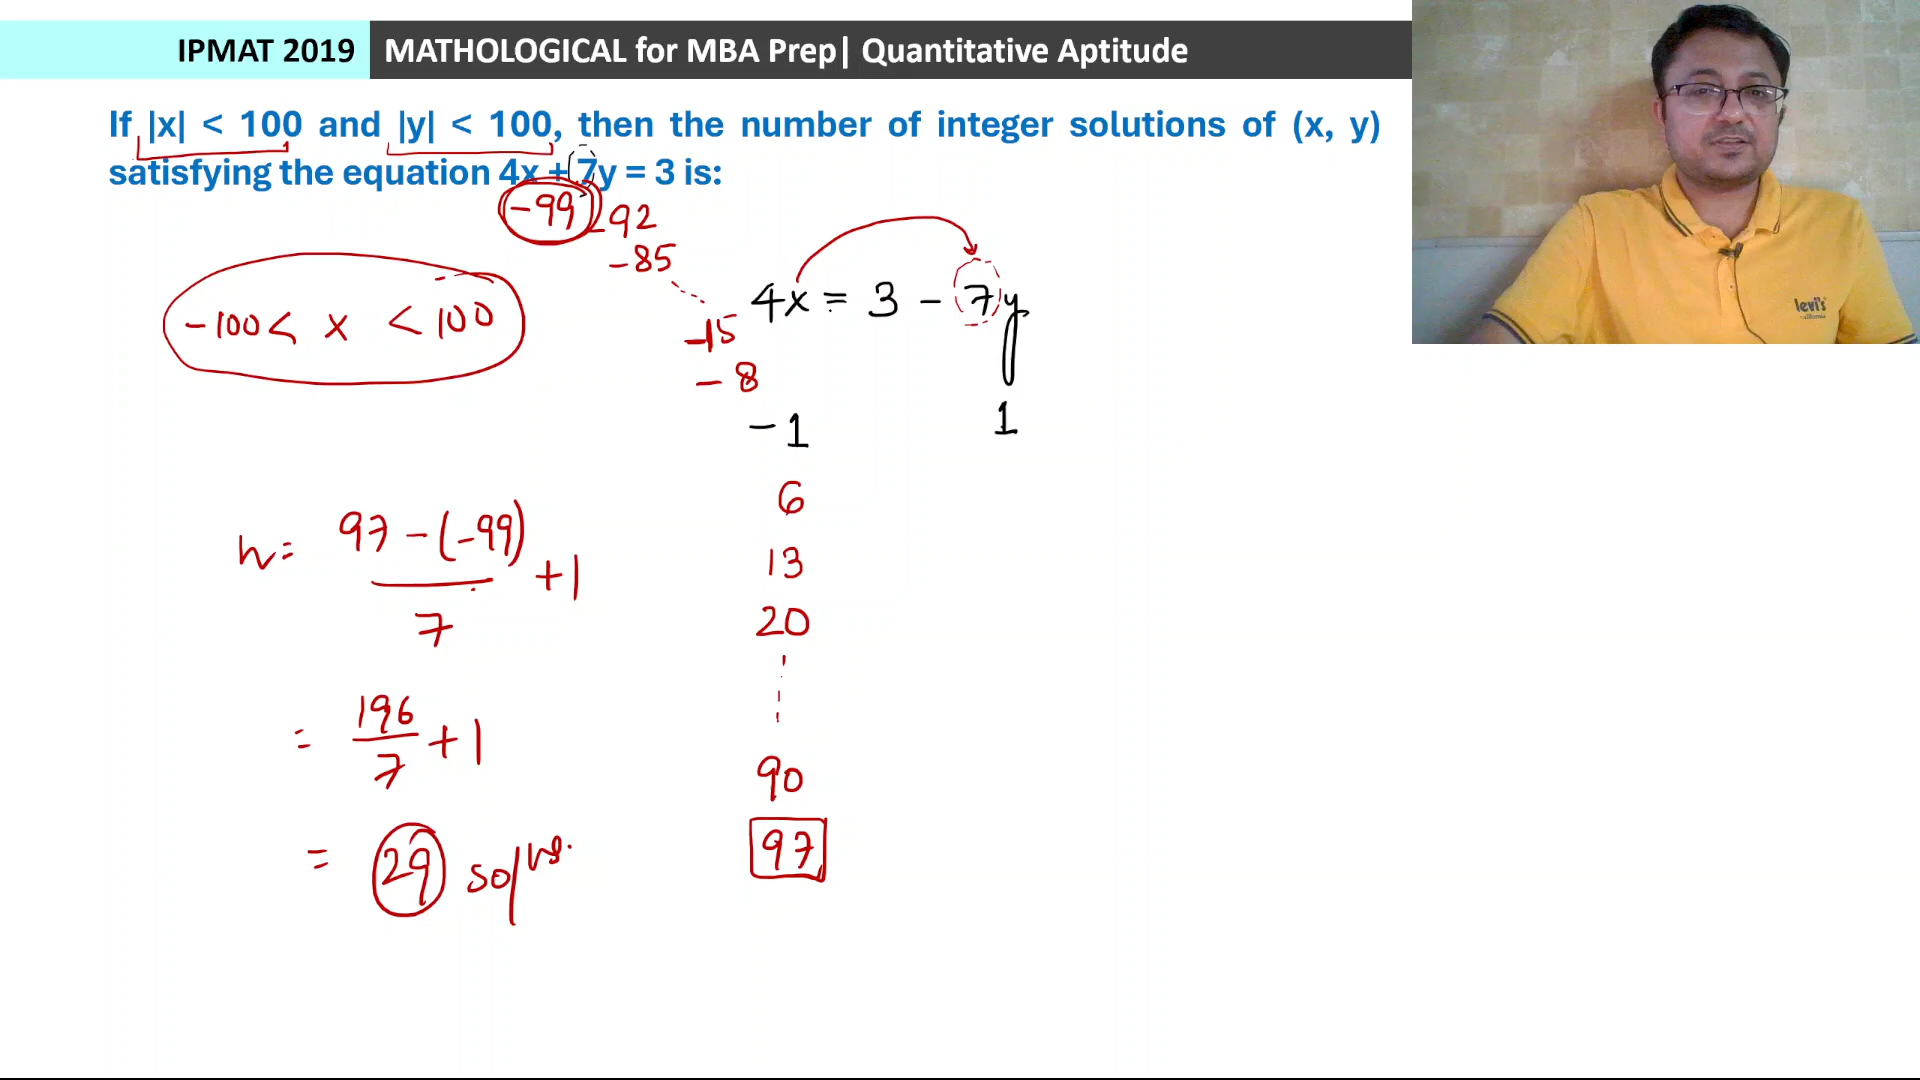 IPMAT 2019 MATHOLOGICAL for MBA Prep| Quantitative Aptitude
If |x| < 100 and |y| < 100, then the number of integer solutions of (x, y)
satisfying the equation 4x + 7y = 3 is:
-99 -92
-85
-15
-8
4x = 3 - 7y
-1 1
6
13
20
90
97
-100 < x < 100
n = 97 - (-99) / 7 + 1
= 196 / 7 + 1
= 29 solns.
levi's